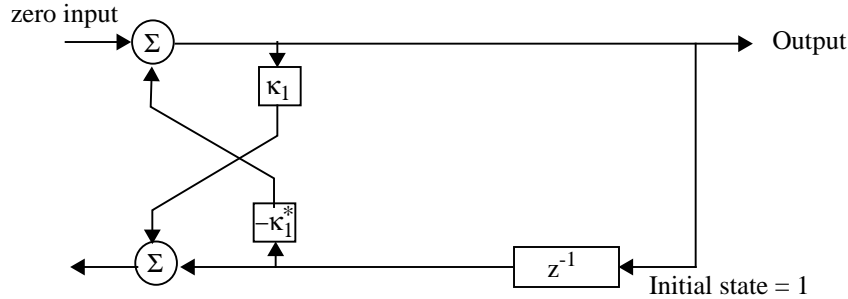 zero input
Σ
Output
κ₁
−κ₁*
Σ
z⁻¹
Initial state = 1